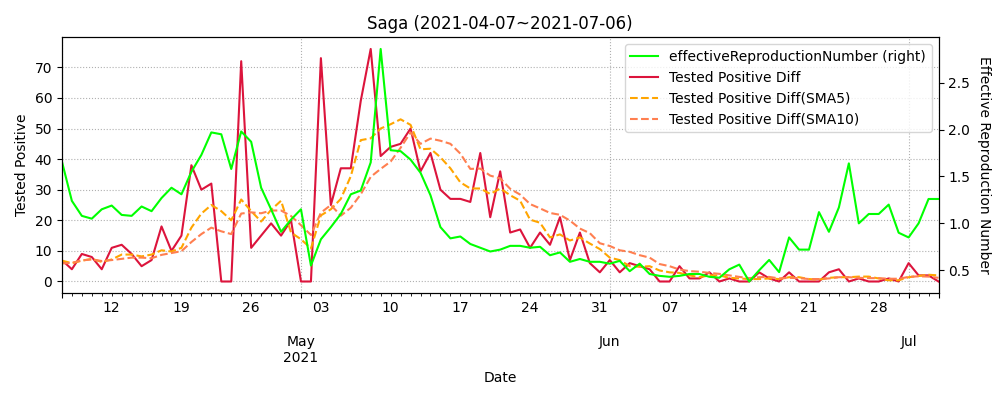 Saga (2021-04-07~2021-07-06)
effectiveReproductionNumber (right)
Tested Positive Diff
Tested Positive Diff(SMA5)
Tested Positive Diff(SMA10)
Tested Positive
70
60
50
40
30
20
10
0
Effective Reproduction Number
2.5
2.0
1.5
1.0
0.5
12 19 26 03 10 17 24 31 07 14 21 28
May Jun Jul
2021
Date